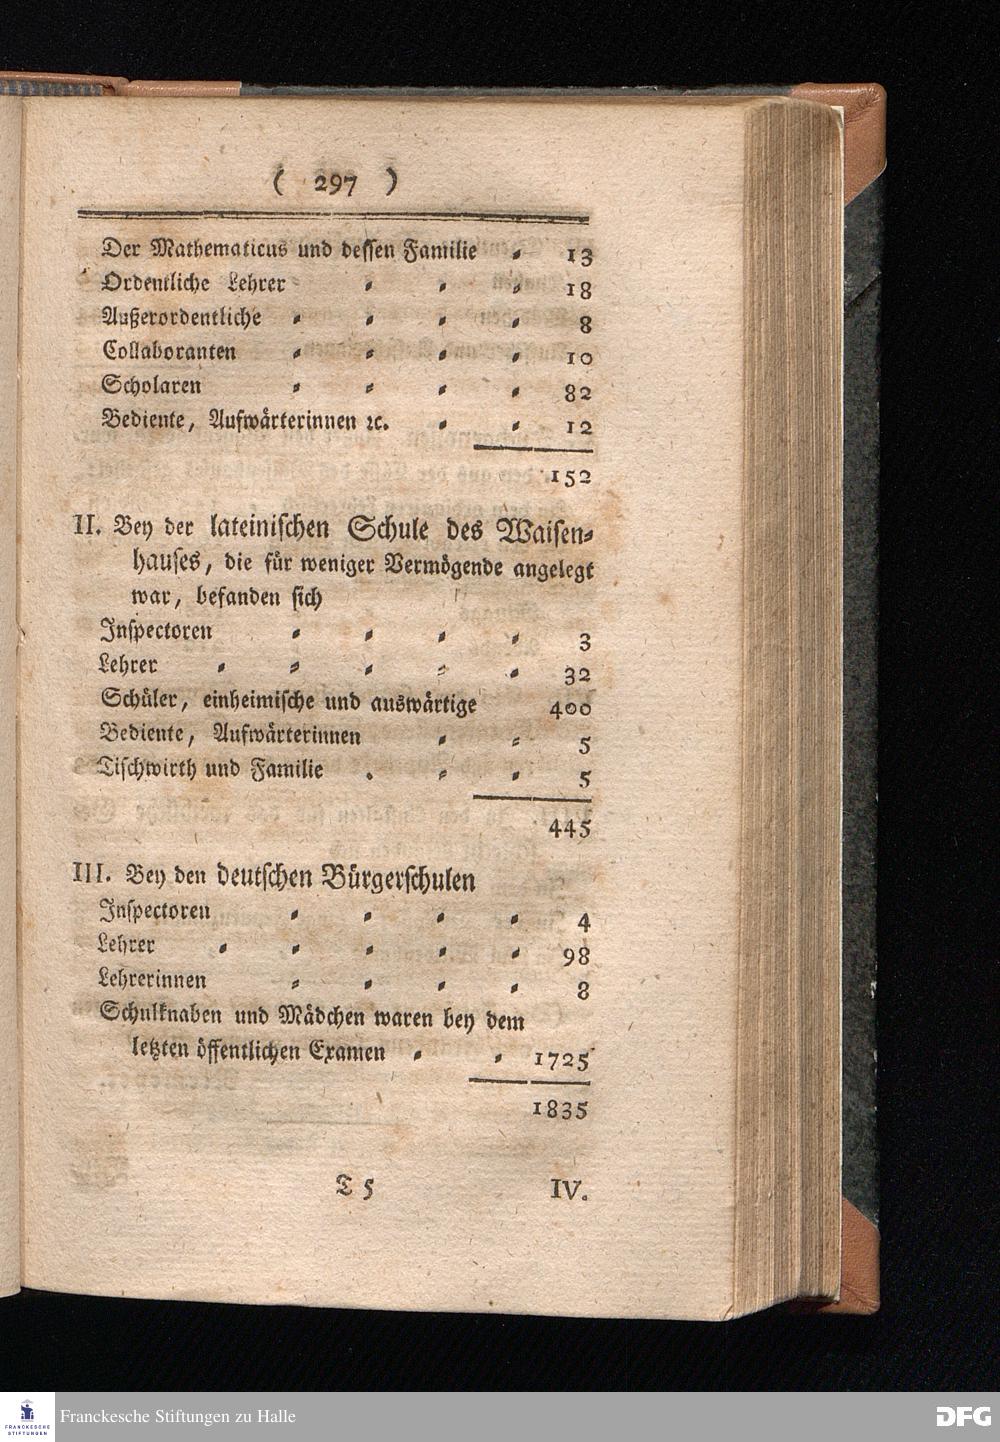 ( 297 )
Der Mathematicus und dessen Familie = 13
Ordentliche Lehrer = = = 18
Außerordentliche = = = = 8
Collaboranten = = = = 10
Scholaren = = = = 82
Bediente, Aufwärterinnen ꝛc. = = 12
152
II. Bey der lateinischen Schule des Waisen=
hauses, die für weniger Vermögende angelegt
war, befanden sich
Inspectoren = = = = 3
Lehrer = = = = = 32
Schüler, einheimische und auswärtige 400
Bediente, Aufwärterinnen = = 5
Tischwirth und Familie . = = 5
445
III. Bey den deutschen Bürgerschulen
Inspectoren = = = = 4
Lehrer = = = = = 98
Lehrerinnen = = = = 8
Schulknaben und Mädchen waren bey dem
letzten öffentlichen Examen = = 1725
1835
T 5 IV.
FRANCKESCHE
STIFTUNGEN
Franckesche Stiftungen zu Halle
DFG